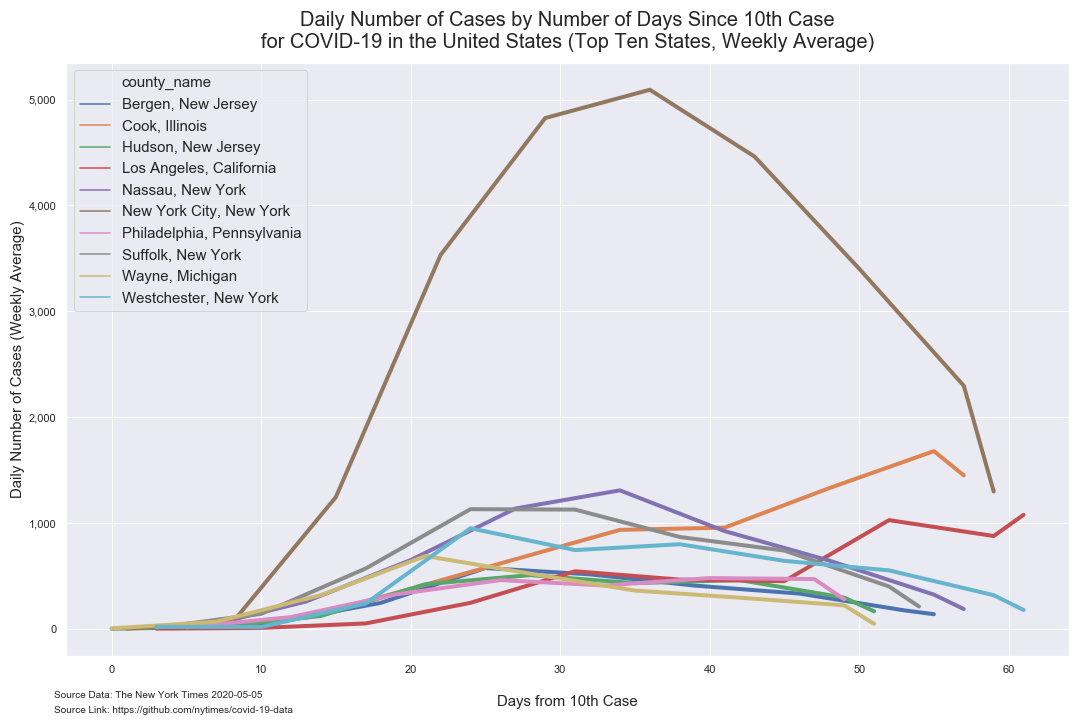 Daily Number of Cases by Number of Days Since 10th Case
for COVID-19 in the United States (Top Ten States, Weekly Average)
county_name
Bergen, New Jersey
Cook, Illinois
Hudson, New Jersey
Los Angeles, California
Nassau, New York
New York City, New York
Philadelphia, Pennsylvania
Suffolk, New York
Wayne, Michigan
Westchester, New York
Daily Number of Cases (Weekly Average)
5,000
4,000
3,000
2,000
1,000
0
0 10 20 30 40 50 60
Days from 10th Case
Source Data: The New York Times 2020-05-05
Source Link: https://github.com/nytimes/covid-19-data